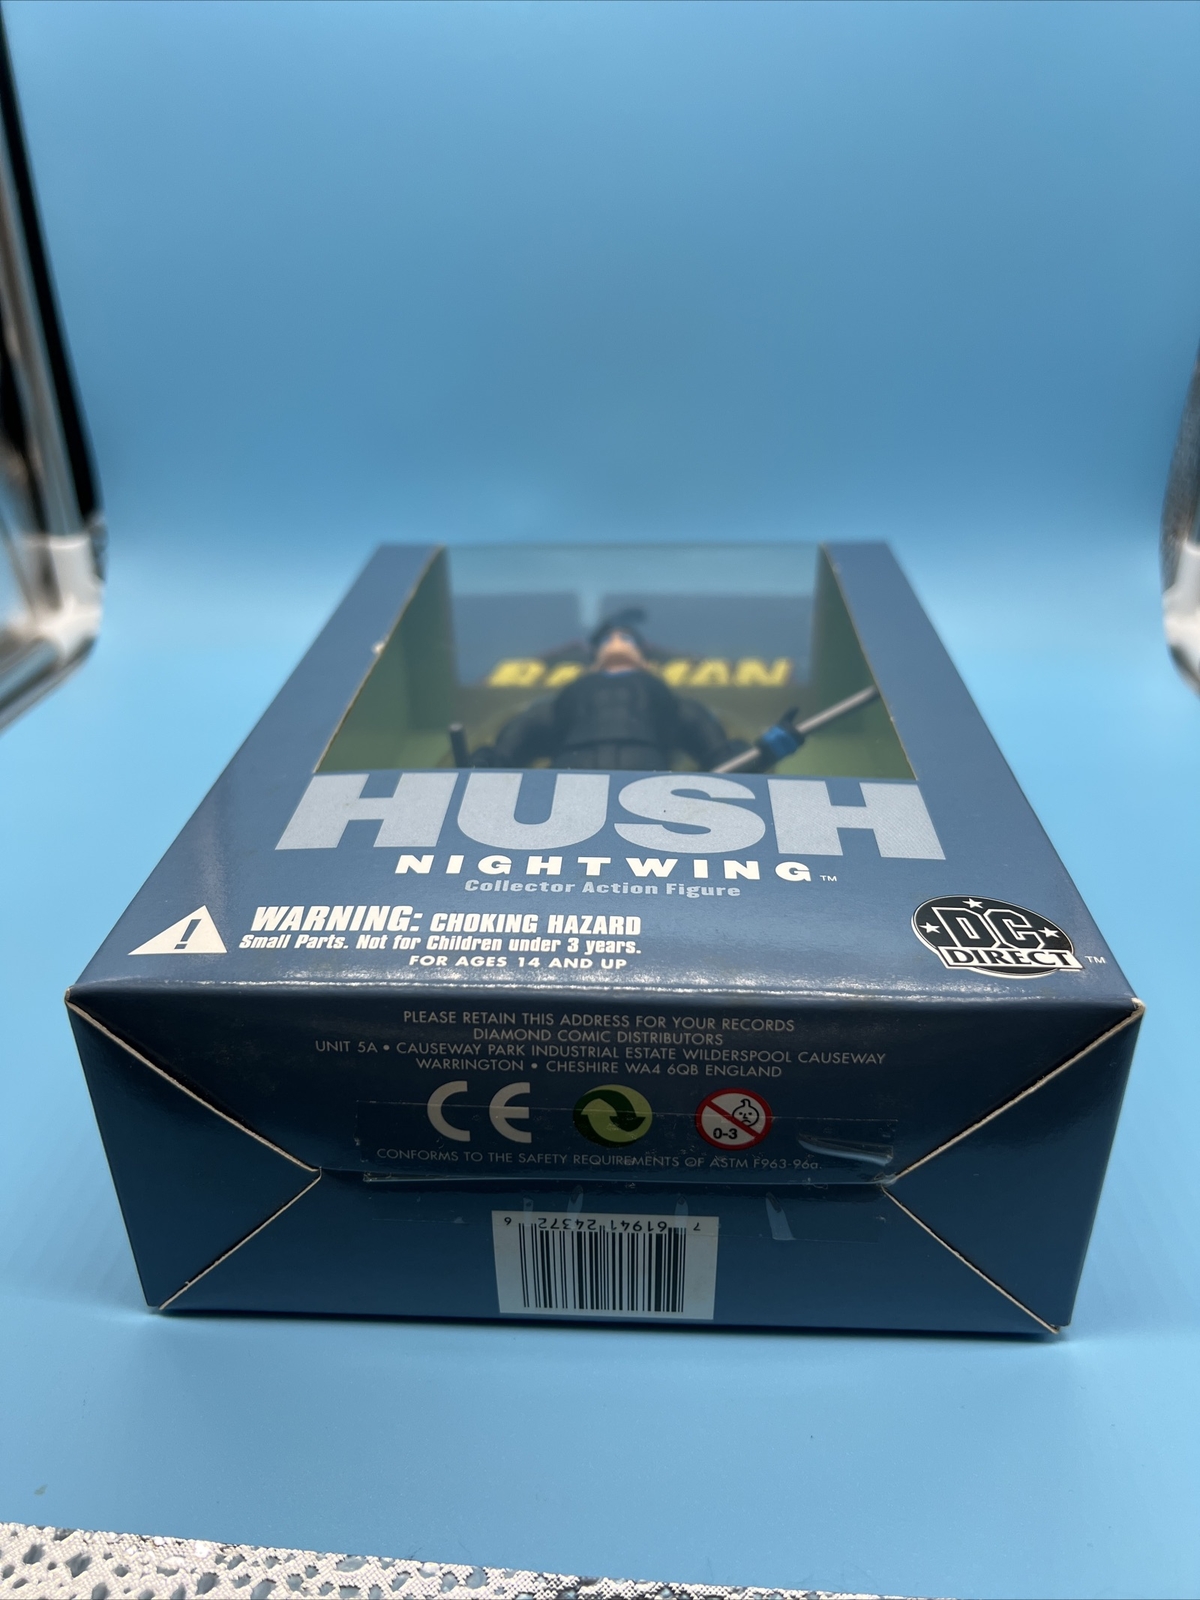 BATMAN
HUSH
NIGHTWING™
Collector Action Figure
WARNING: CHOKING HAZARD
Small Parts. Not for Children under 3 years.
FOR AGES 14 AND UP
DC
DIRECT™
PLEASE RETAIN THIS ADDRESS FOR YOUR RECORDS
DIAMOND COMIC DISTRIBUTORS
UNIT 5A • CAUSEWAY PARK INDUSTRIAL ESTATE WILDERSPOOL CAUSEWAY
WARRINGTON • CHESHIRE WA4 6QB ENGLAND
CE
0-3
CONFORMS TO THE SAFETY REQUIREMENTS OF ASTM F963-96a.
7 61941 24372 6